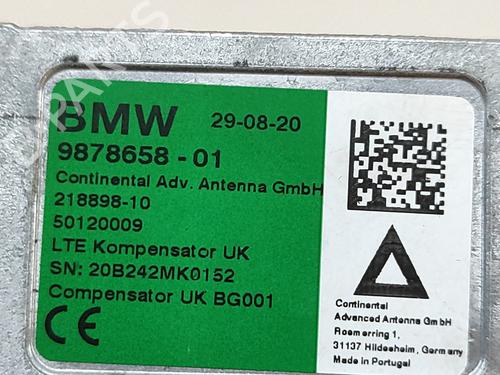 BMW 29-08-20
9878658-01
Continental Adv. Antenna GmbH
218898-10
50120009
LTE Kompensator UK
SN: 20B242MK0152
Compensator UK BG001
CE
Continental
Advanced Antenna GmbH
Roemerring 1,
31137 Hildesheim, Germany
Made in Portugal